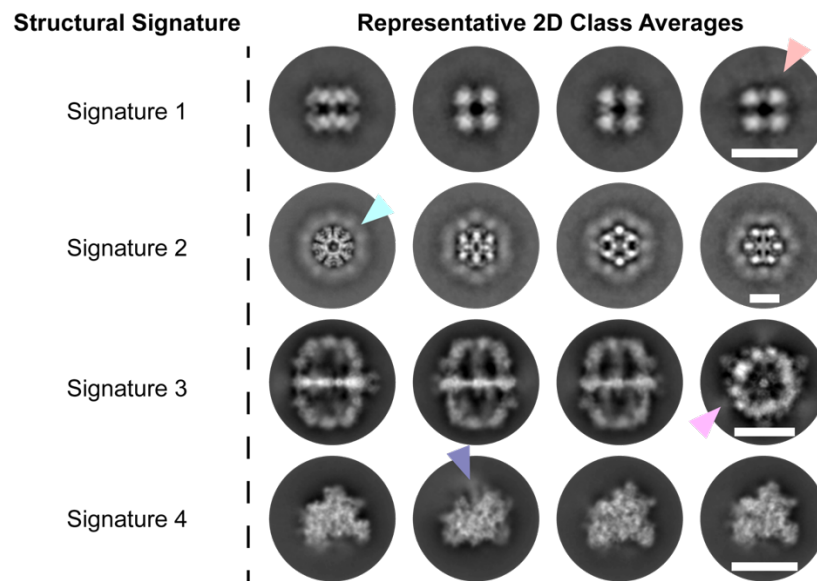 Structural Signature Representative 2D Class Averages
Signature 1
Signature 2
Signature 3
Signature 4